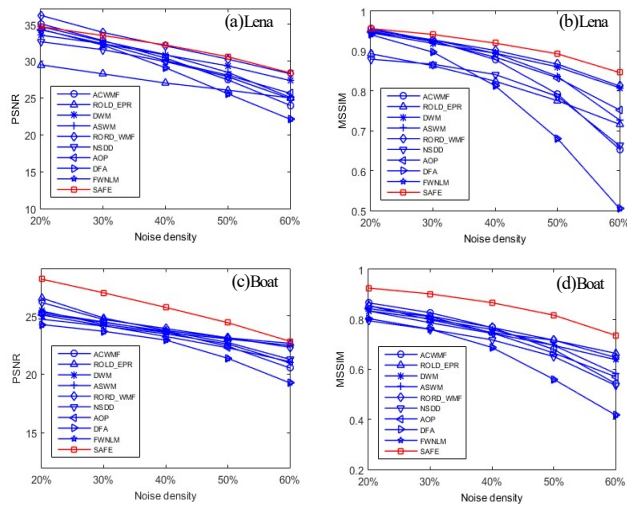 (a)Lena
PSNR
35
30
25
20
15
10
ACWMF
ROLD_EPR
DWM
ASWM
RORD_WMF
NSDD
AOP
DFA
FWNLM
SAFE
20% 30% 40% 50% 60%
Noise density
(b)Lena
MSSIM
1
0.9
0.8
0.7
0.6
0.5
ACWMF
ROLD_EPR
DWM
ASWM
RORD_WMF
NSDD
AOP
DFA
FWNLM
SAFE
20% 30% 40% 50% 60%
Noise density
(c)Boat
PSNR
25
20
15
ACWMF
ROLD_EPR
DWM
ASWM
RORD_WMF
NSDD
AOP
DFA
FWNLM
SAFE
20% 30% 40% 50% 60%
Noise density
(d)Boat
MSSIM
1
0.8
0.6
0.4
0.2
ACWMF
ROLD_EPR
DWM
ASWM
RORD_WMF
NSDD
AOP
DFA
FWNLM
SAFE
20% 30% 40% 50% 60%
Noise density